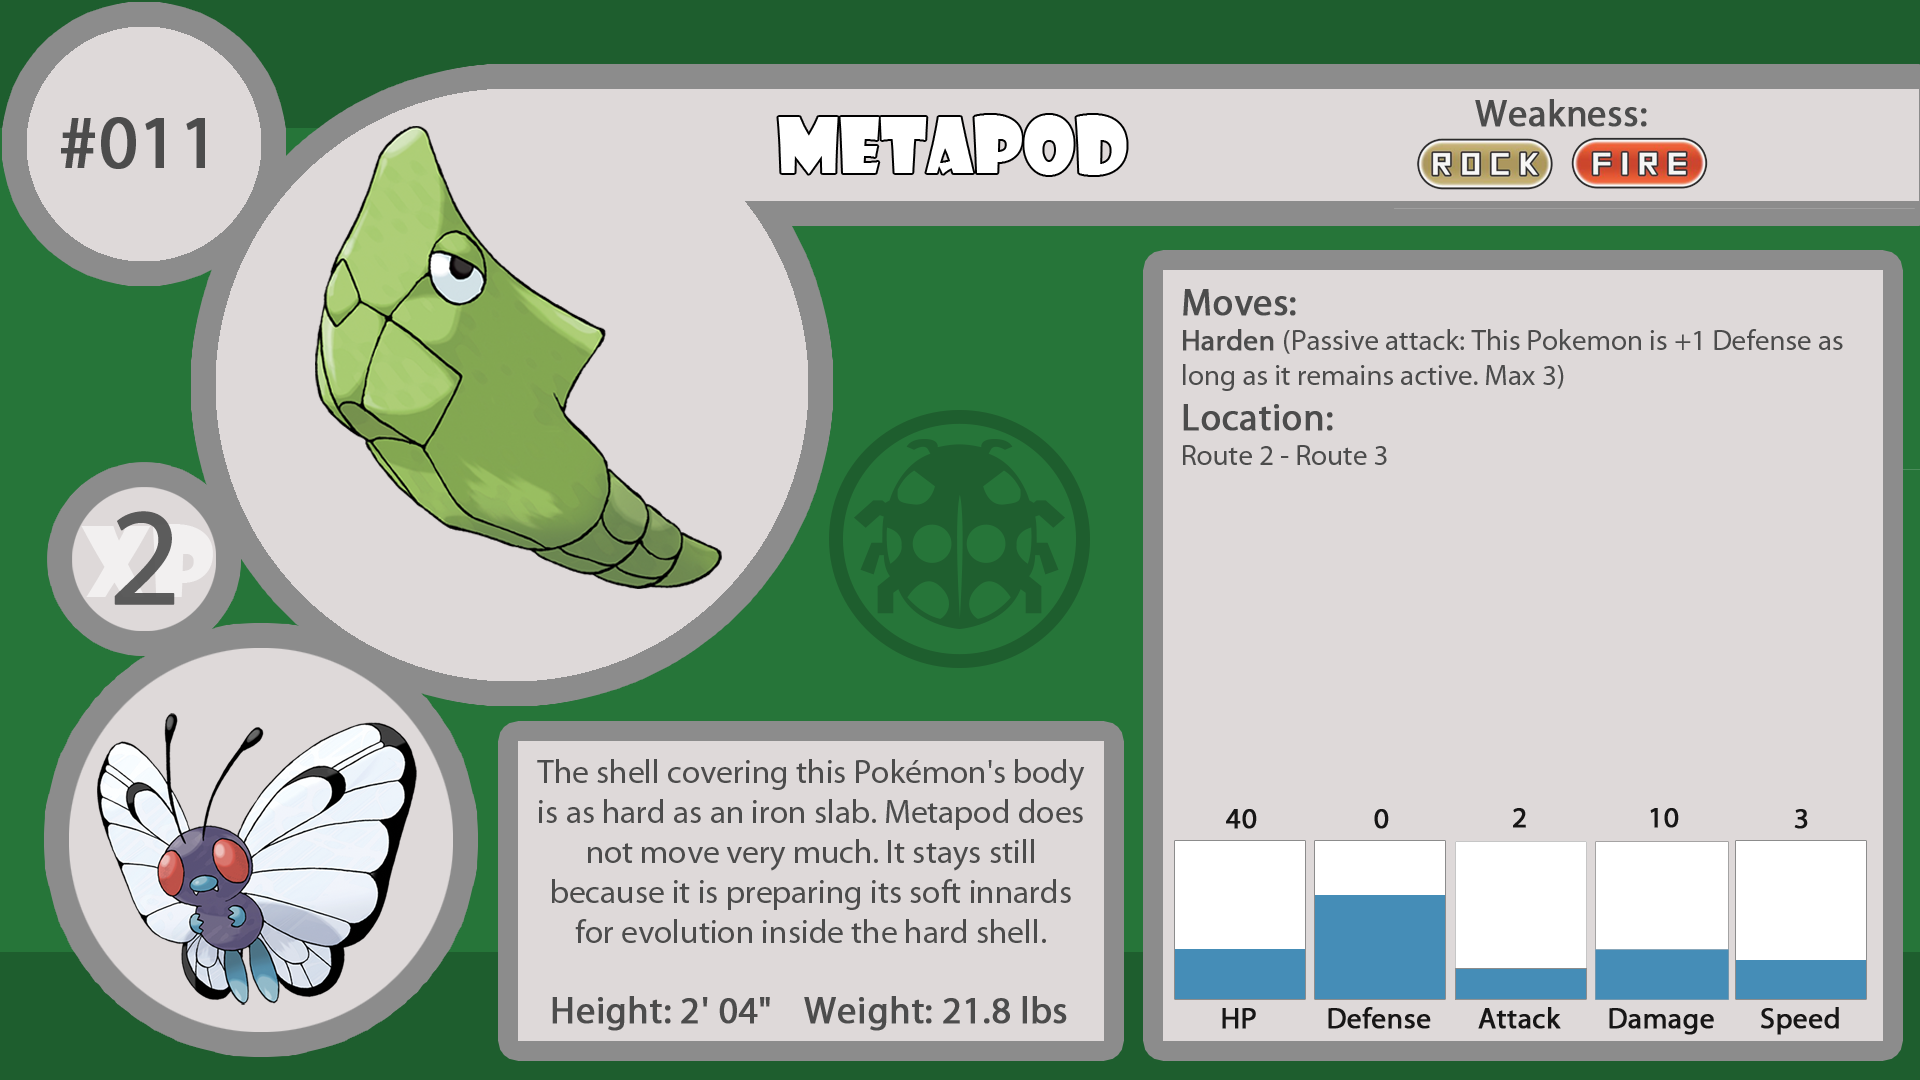 #011
METAPOD
Weakness:
ROCK FIRE
XP
2
Moves:
Harden (Passive attack: This Pokemon is +1 Defense as
long as it remains active. Max 3)
Location:
Route 2 - Route 3
The shell covering this Pokémon's body
is as hard as an iron slab. Metapod does
not move very much. It stays still
because it is preparing its soft innards
for evolution inside the hard shell.
Height: 2' 04" Weight: 21.8 lbs
40 0 2 10 3
HP Defense Attack Damage Speed